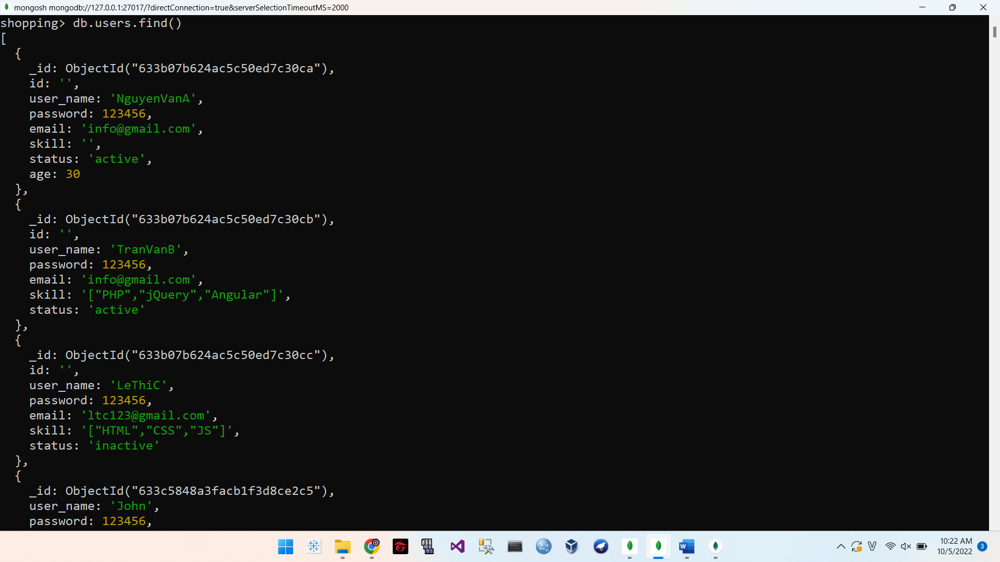 mongosh mongodb://127.0.0.1:27017/?directConnection=true&serverSelectionTimeoutMS=2000
shopping> db.users.find()
[
  {
    _id: ObjectId("633b07b624ac5c50ed7c30ca"),
    id: '',
    user_name: 'NguyenVanA',
    password: 123456,
    email: 'info@gmail.com',
    skill: '',
    status: 'active',
    age: 30
  },
  {
    _id: ObjectId("633b07b624ac5c50ed7c30cb"),
    id: '',
    user_name: 'TranVanB',
    password: 123456,
    email: 'info@gmail.com',
    skill: '["PHP","jQuery","Angular"]',
    status: 'active'
  },
  {
    _id: ObjectId("633b07b624ac5c50ed7c30cc"),
    id: '',
    user_name: 'LeThiC',
    password: 123456,
    email: 'ltc123@gmail.com',
    skill: '["HTML","CSS","JS"]',
    status: 'inactive'
  },
  {
    _id: ObjectId("633c5848a3facb1f3d8ce2c5"),
    user_name: 'John',
    password: 123456,
10:22 AM
10/5/2022
3